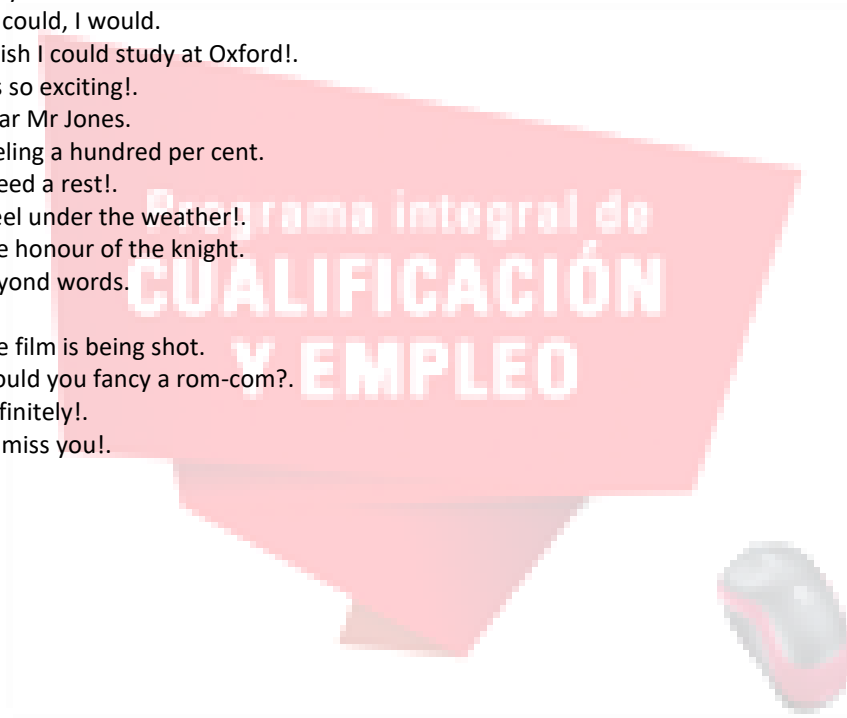 could, I would.
ish I could study at Oxford!.
s so exciting!.
ar Mr Jones.
eling a hundred per cent.
eed a rest!.
eel under the weather!.
e honour of the knight.
yond words.
e film is being shot.
ould you fancy a rom-com?.
finitely!.
miss you!.
Programa integral de
CUALIFICACIÓN
Y EMPLEO